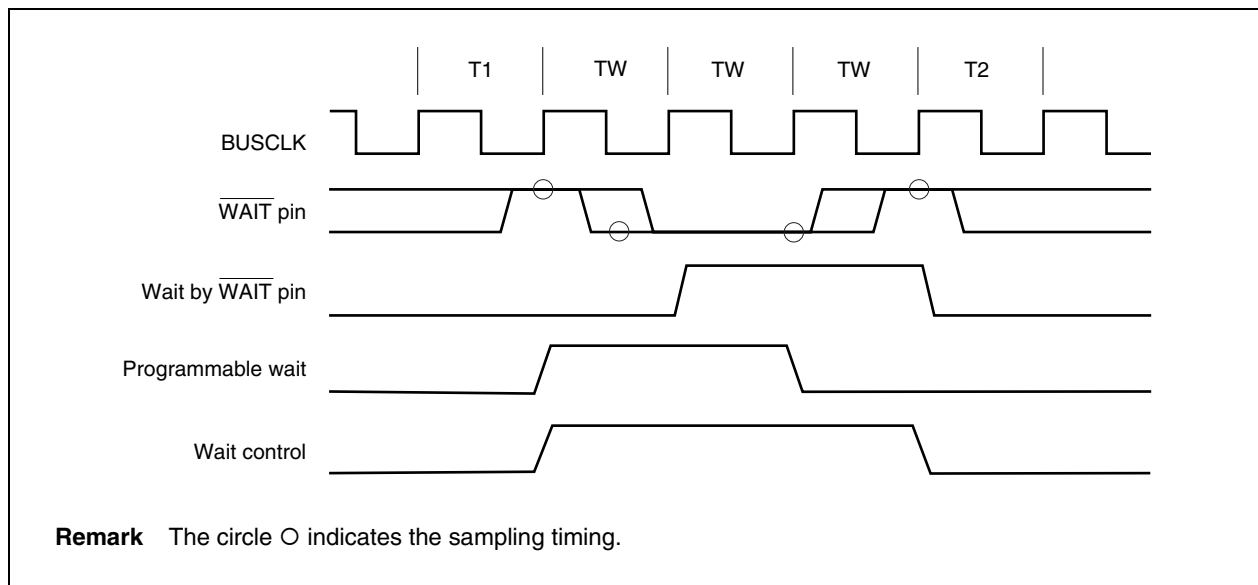 T1 TW TW TW T2
BUSCLK
WAIT pin
Wait by WAIT pin
Programmable wait
Wait control
Remark The circle ○ indicates the sampling timing.